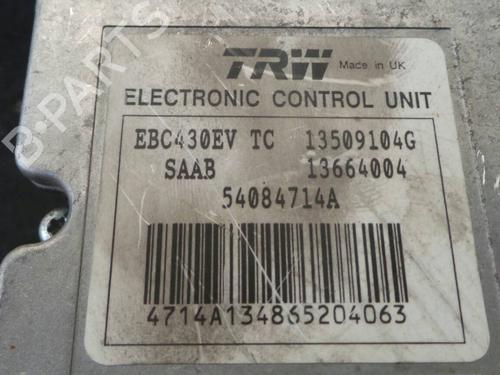 B-PARTS
TRW Made in UK
ELECTRONIC CONTROL UNIT
EBC430EV TC 13509104G
SAAB 13664004
54084714A
4714A134865204063